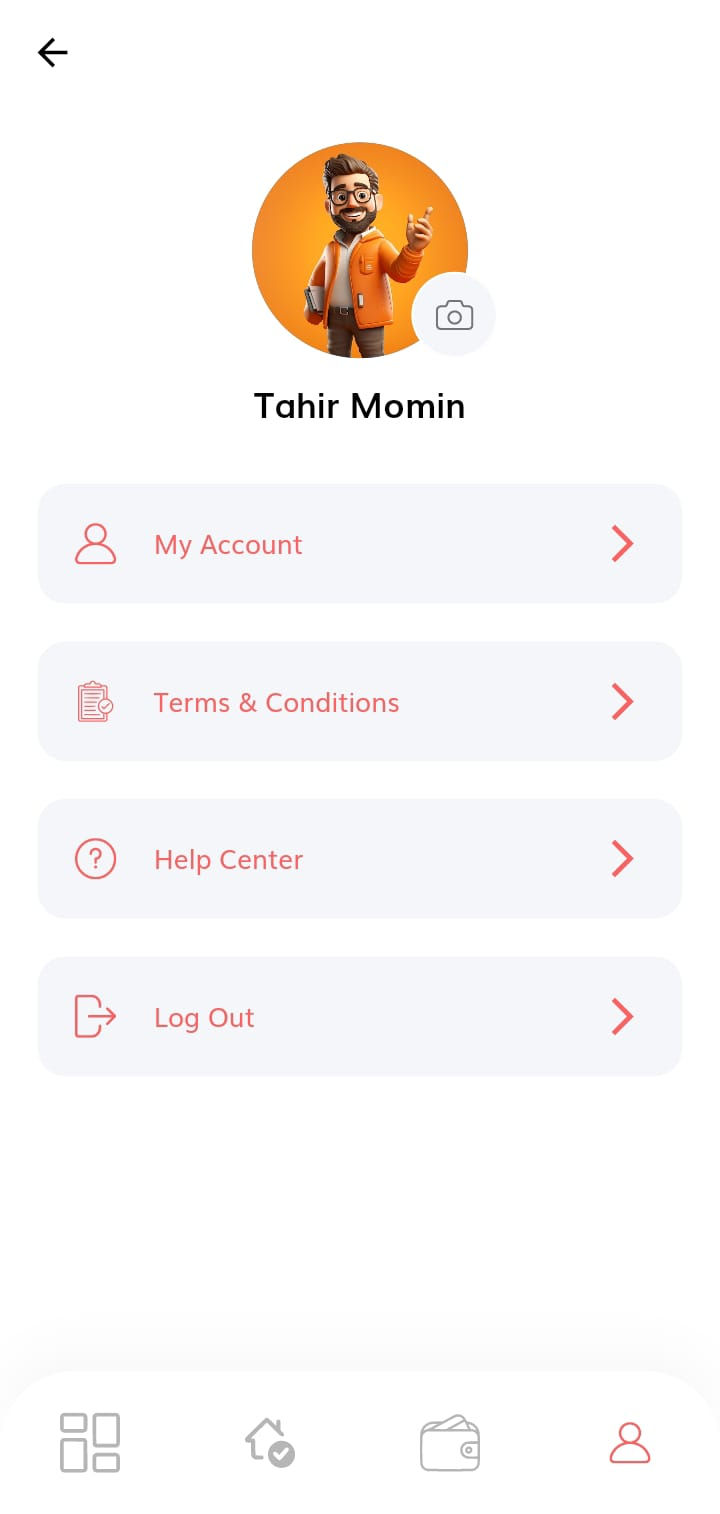 Tahir Momin
My Account
Terms & Conditions
Help Center
Log Out